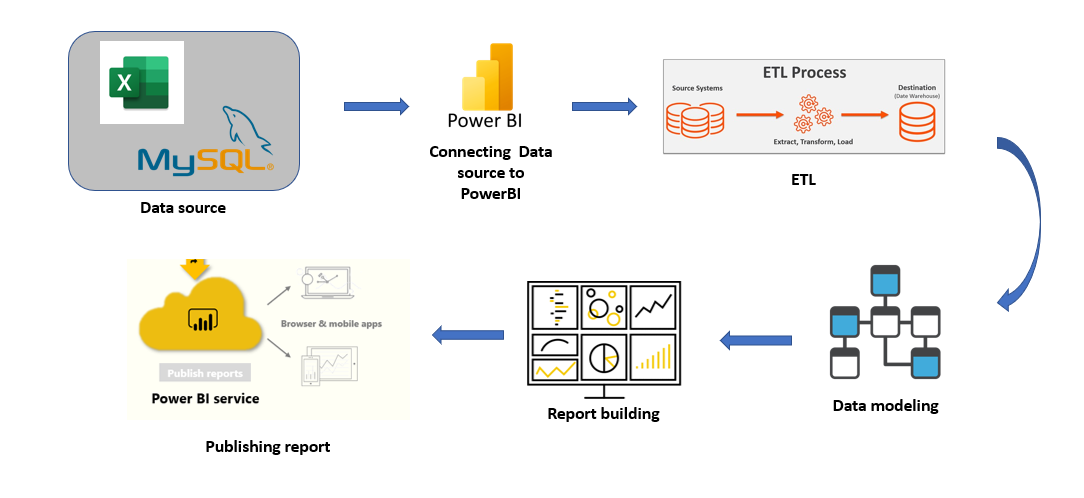 X
MySQL®
Data source
Power BI
Connecting Data
source to
PowerBI
ETL Process
Source Systems
Destination
(Date Warehouse)
Extract, Transform, Load
ETL
Data modeling
Report building
Browser & mobile apps
Publish reports
Power BI service
Publishing report